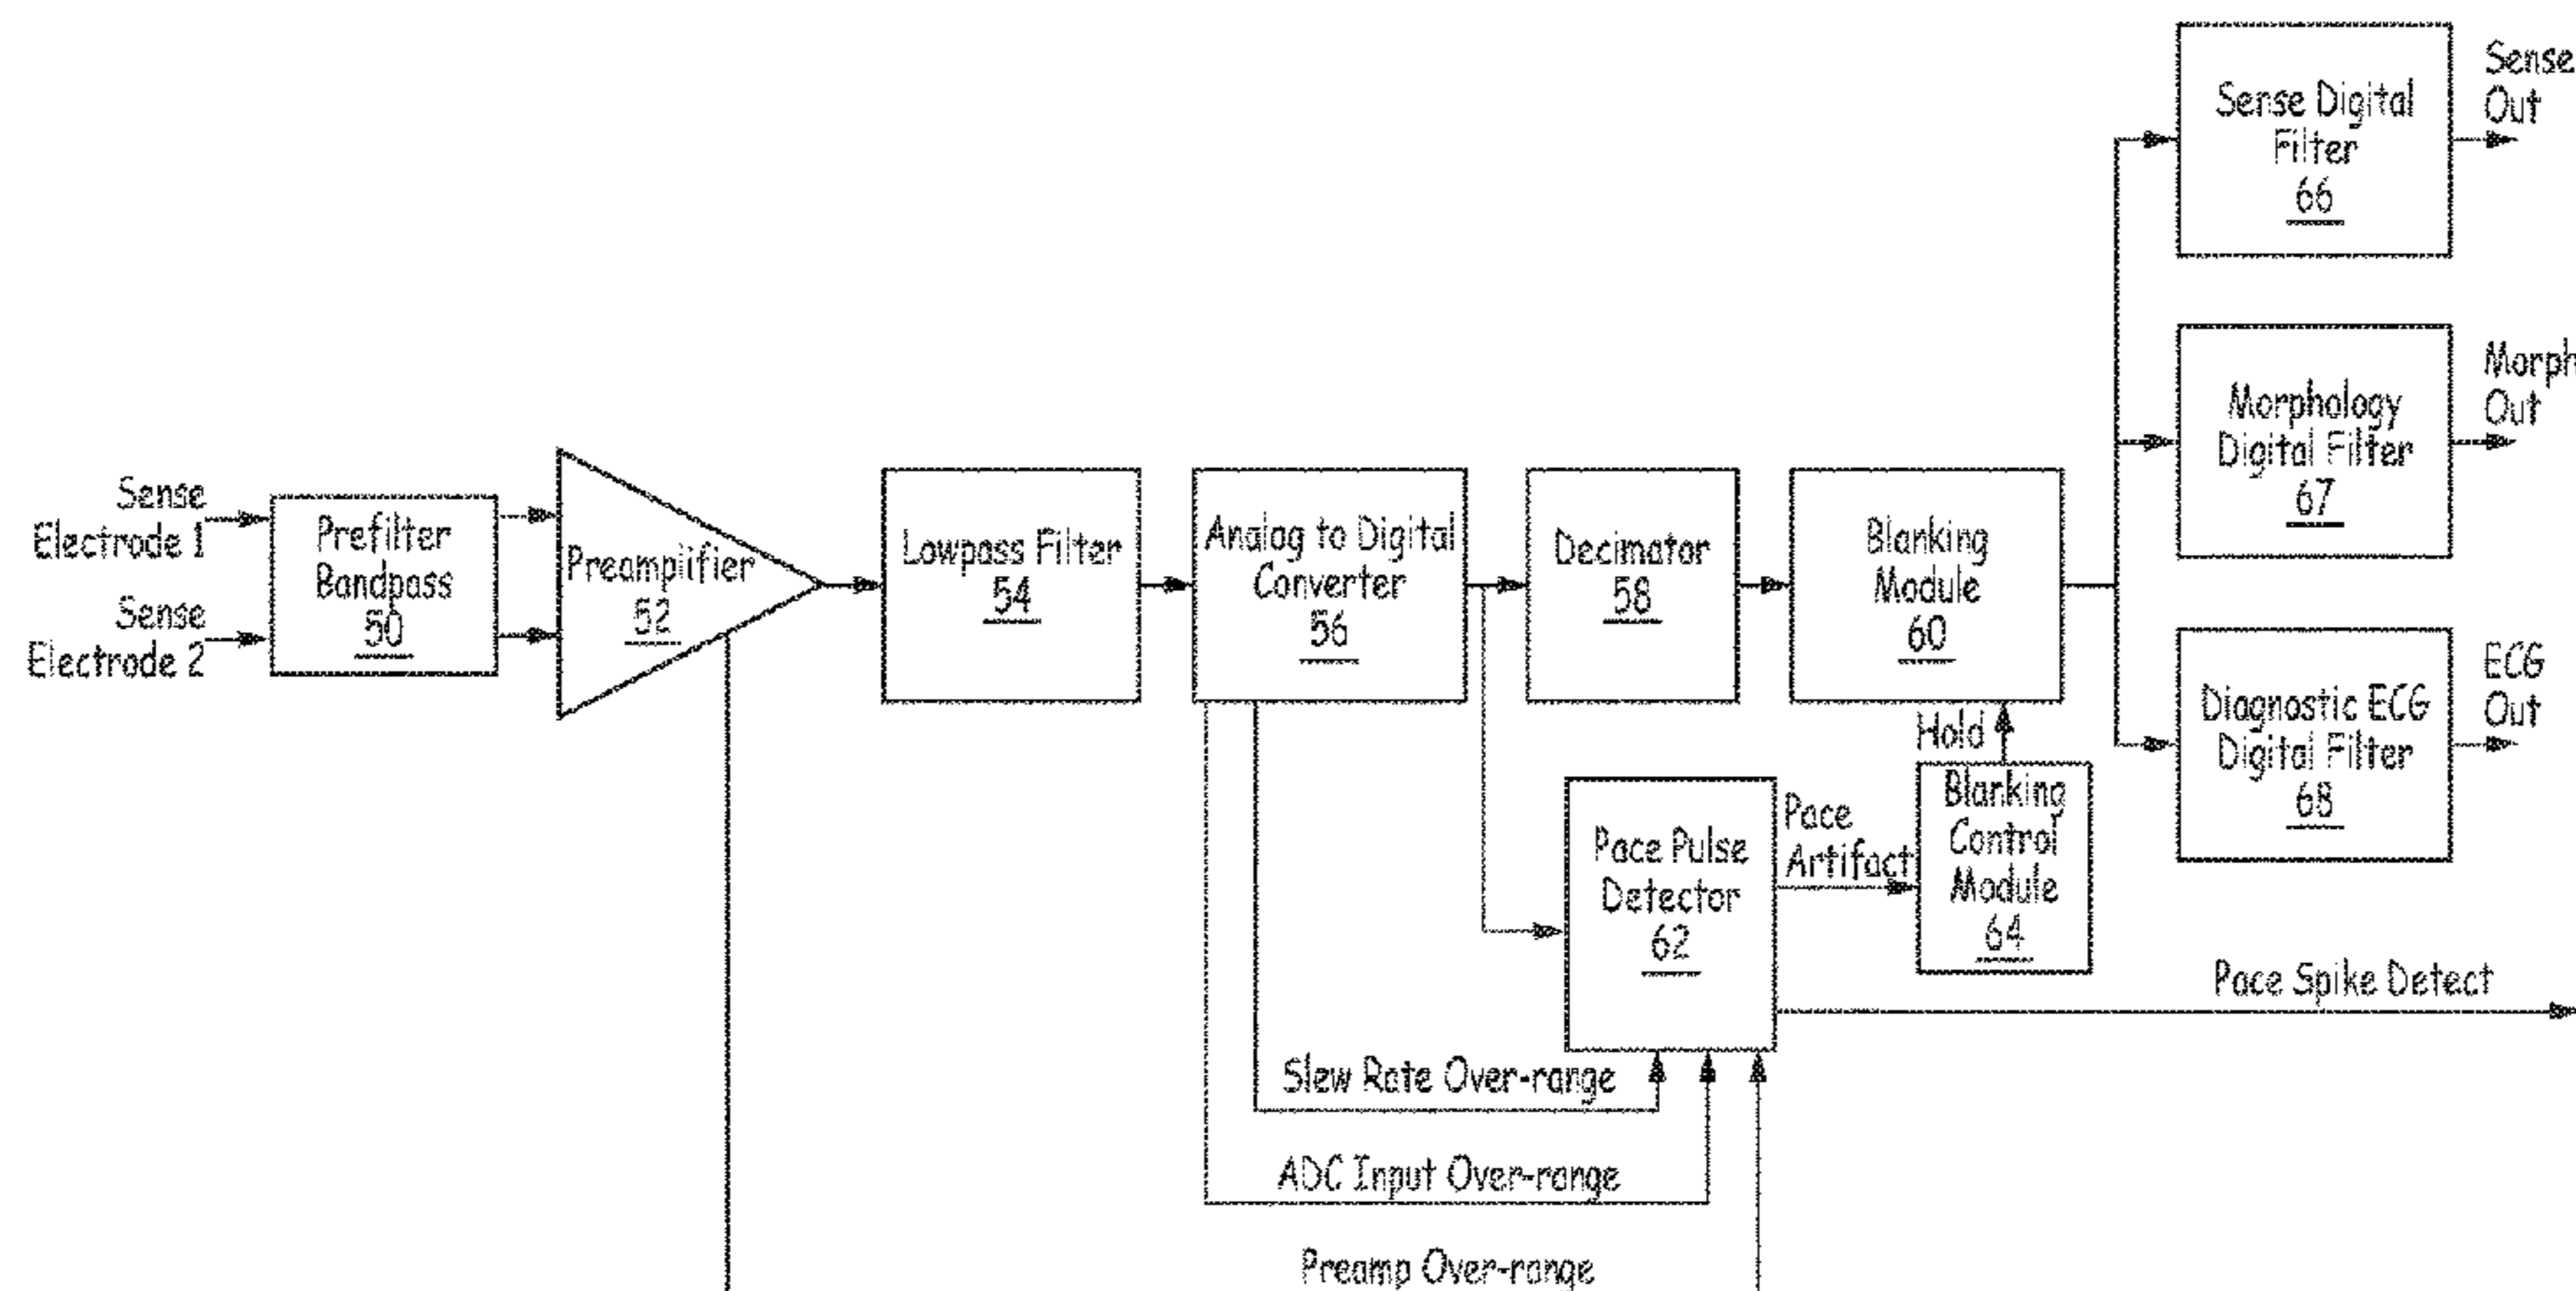 Sense
Electrode 1
Sense
Electrode 2
Prefilter
Bandpass
50
Preamplifier
52
Lowpass Filter
54
Analog to Digital
Converter
56
Decimator
58
Blanking
Module
60
Hold
Blanking
Control
Module
64
Pace Pulse
Detector
62
Pace
Artifact
Sense Digital
Filter
66
Sense
Out
Morphology
Digital Filter
67
Morph
Out
Diagnostic ECG
Digital Filter
68
ECG
Out
Pace Spike Detect
Slew Rate Over-range
ADC Input Over-range
Preamp Over-range